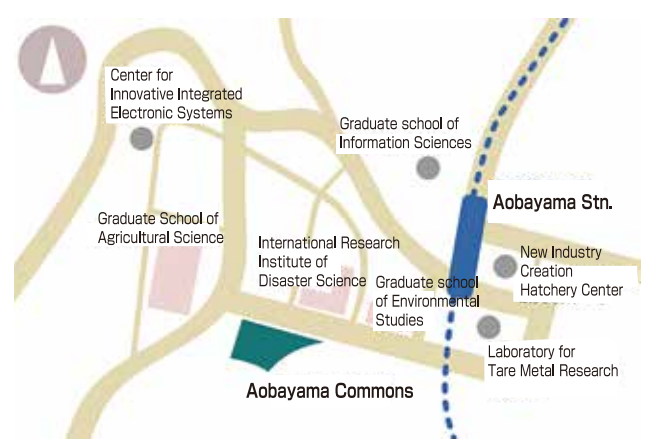 Center for
Innovative Integrated
Electronic Systems
Graduate school of
Information Sciences
Aobayama Stn.
Graduate School of
Agricultural Science
International Research
Institute of
Disaster Science
New Industry
Creation
Hatchery Center
Graduate school
of Environmental
Studies
Laboratory for
Tare Metal Research
Aobayama Commons